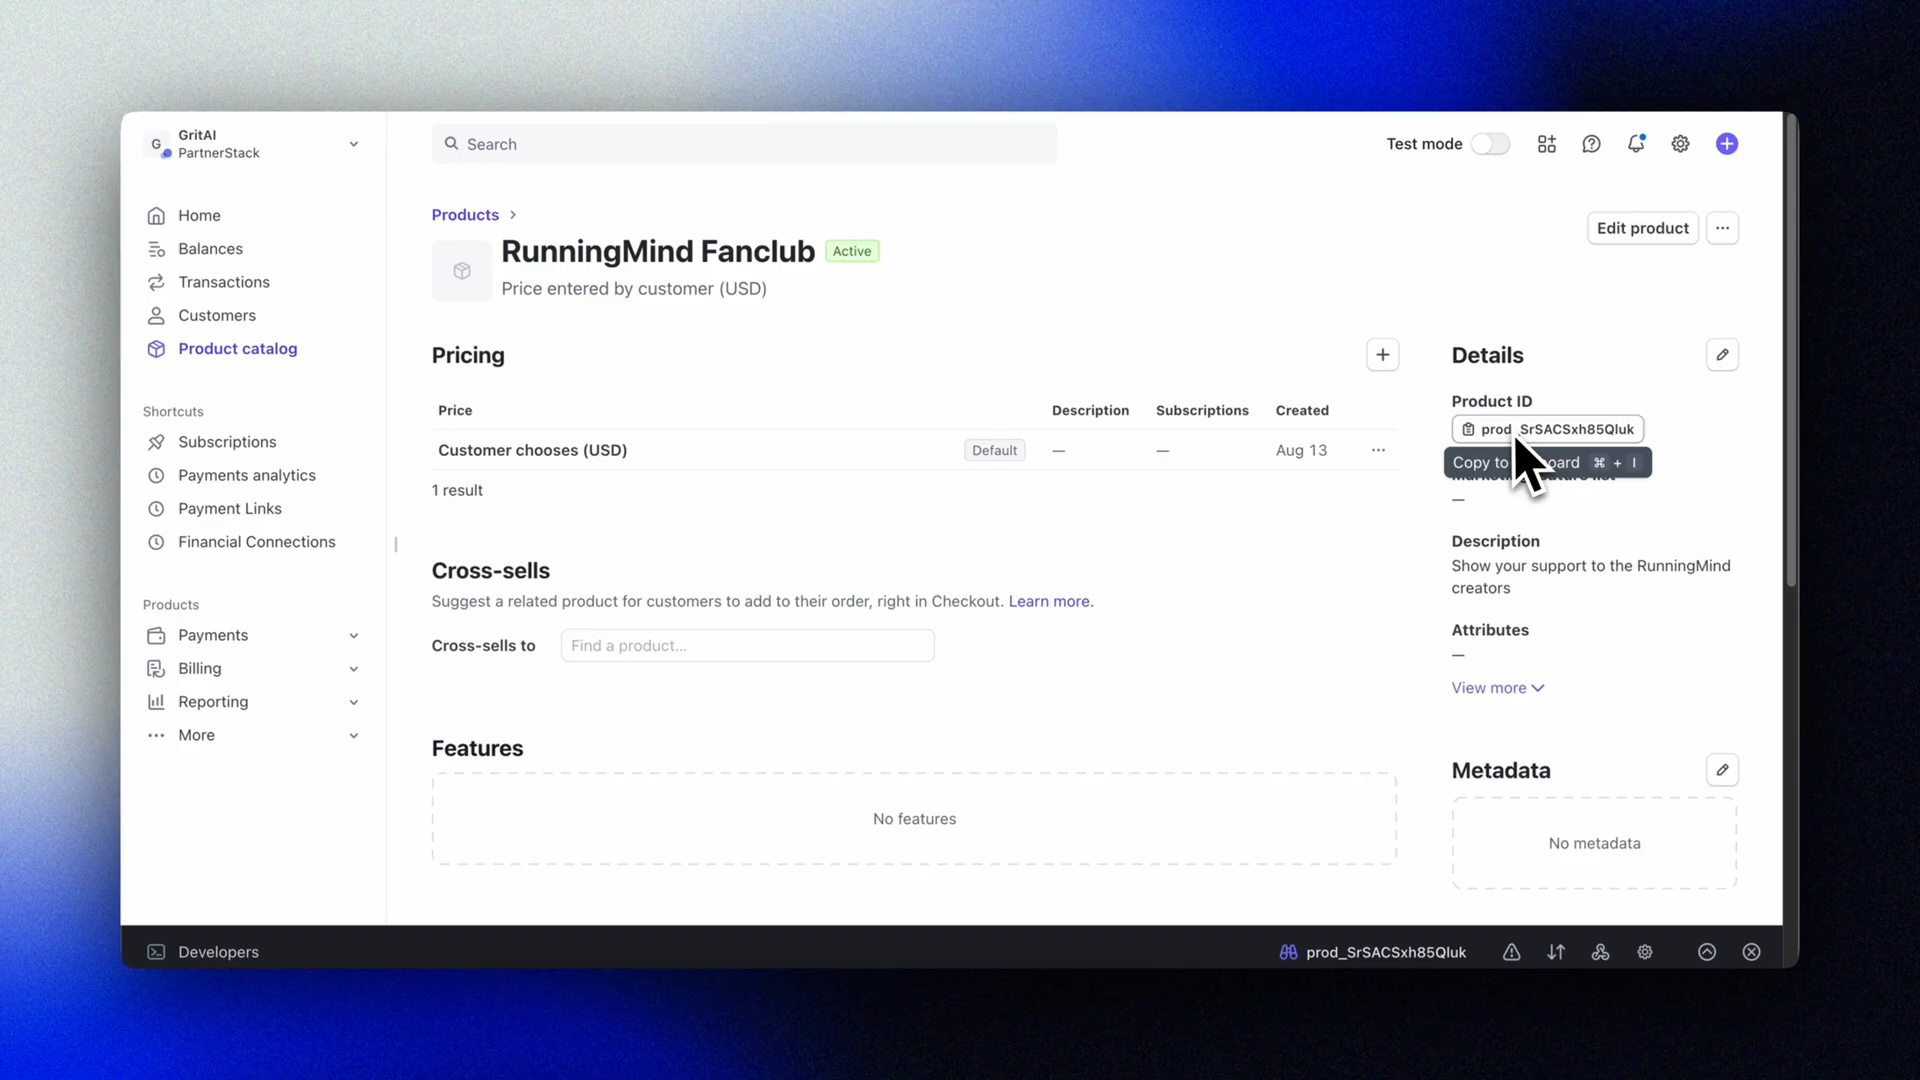 G
GritAI
PartnerStack
Search
Test mode
Home
Balances
Transactions
Customers
Product catalog
Shortcuts
Subscriptions
Payments analytics
Payment Links
Financial Connections
Products
Payments
Billing
Reporting
More
Products
RunningMind Fanclub
Active
Price entered by customer (USD)
Edit product
Pricing
Price Description Subscriptions Created
Customer chooses (USD) Default — — Aug 13
1 result
Cross-sells
Suggest a related product for customers to add to their order, right in Checkout. Learn more.
Cross-sells to Find a product...
Features
No features
Details
Product ID
prod_SrSACSxh85Qluk
Copy to ⌘ + I
—
Description
Show your support to the RunningMind
creators
Attributes
—
View more
Metadata
No metadata
Developers
prod_SrSACSxh85Qluk